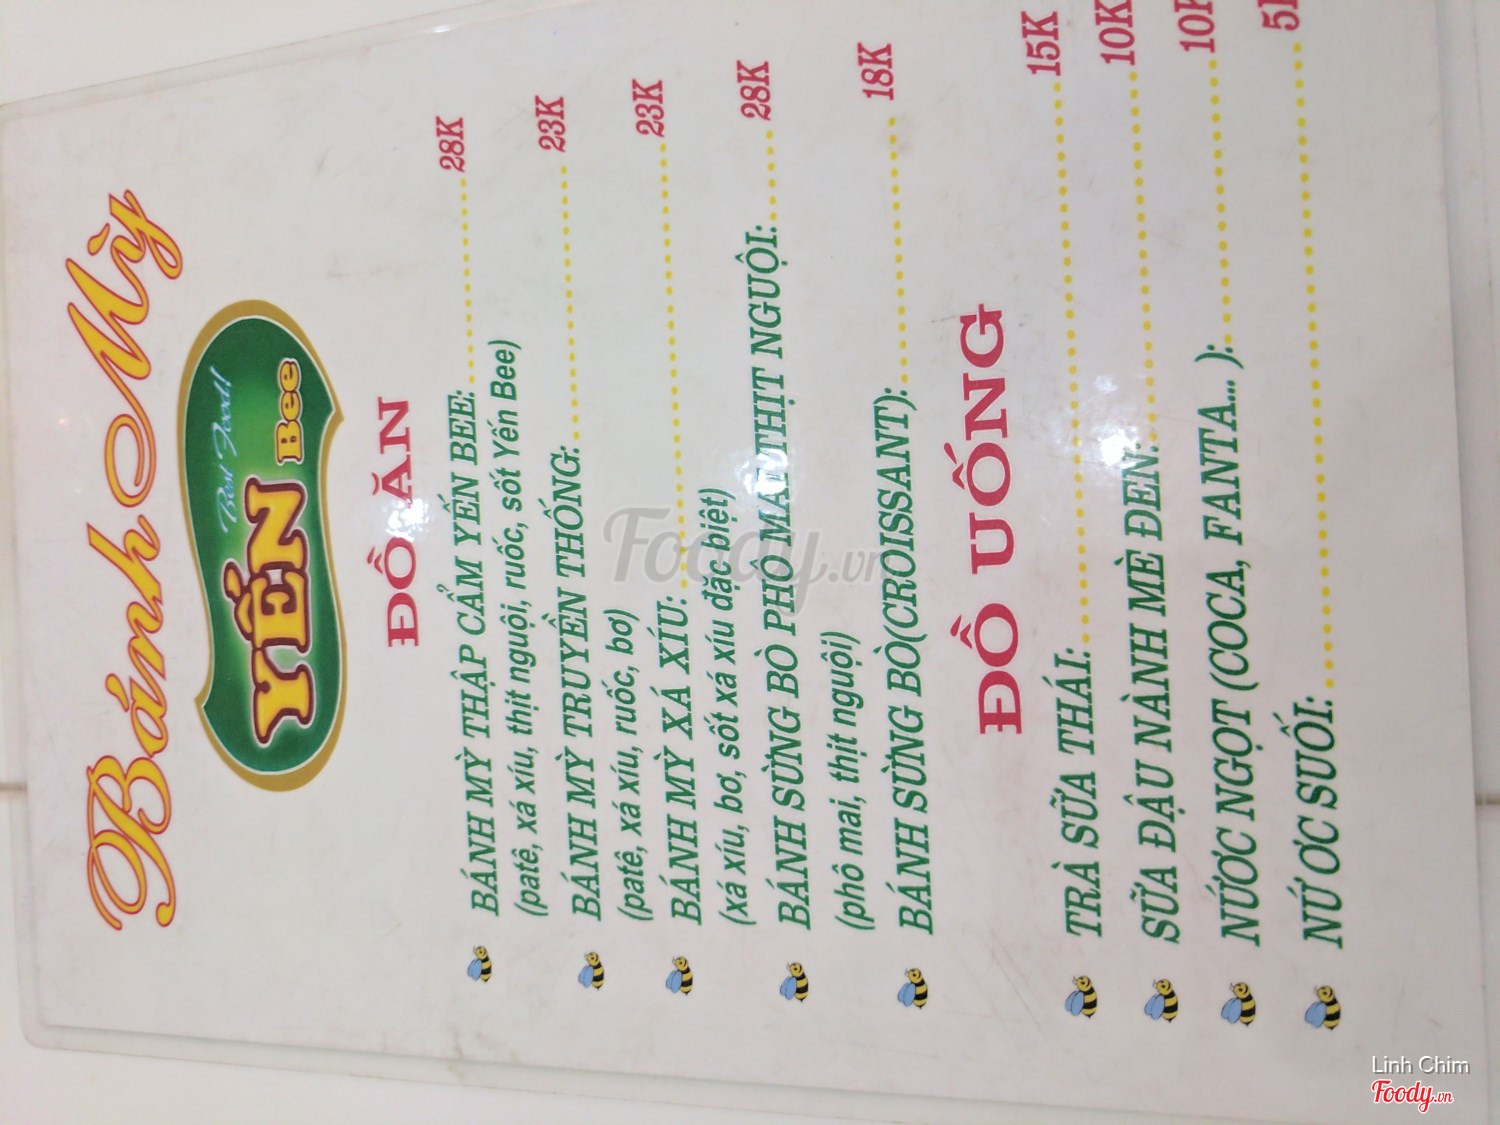 Bánh Mỳ
Best Food!
YẾN
Bee
ĐỒ ĂN
BÁNH MỲ THẬP CẨM YẾN BEE:.......28K
(patê, xá xíu, thịt nguội, ruốc, sốt Yến Bee)
BÁNH MỲ TRUYỀN THỐNG:.......23K
(patê, xá xíu, ruốc, bơ)
BÁNH MỲ XÁ XÍU:.......23K
(xá xíu, bơ, sốt xá xíu đặc biệt)
BÁNH SỪNG BÒ PHÔ MAI THỊT NGUỘI:.......28K
(phô mai, thịt nguội)
BÁNH SỪNG BÒ(CROISSANT):.......18K
ĐỒ UỐNG
TRÀ SỮA THÁI:.......15K
SỮA ĐẬU NÀNH MÈ ĐEN:.......10K
NƯỚC NGỌT (COCA, FANTA... ):.......10K
NƯỚC SUỐI:.......5K
Foody.vn
Linh Chim
Foody.vn